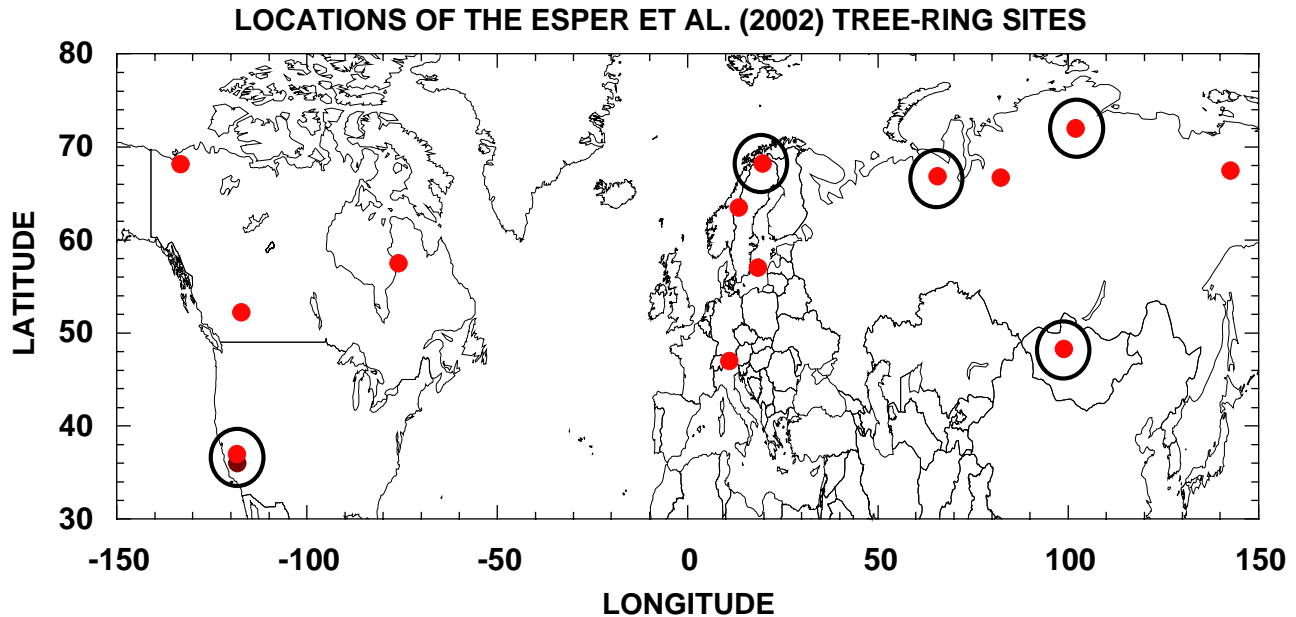 LOCATIONS OF THE ESPER ET AL. (2002) TREE-RING SITES
80
70
60
50
40
30
LATITUDE
-150 -100 -50 0 50 100 150
LONGITUDE